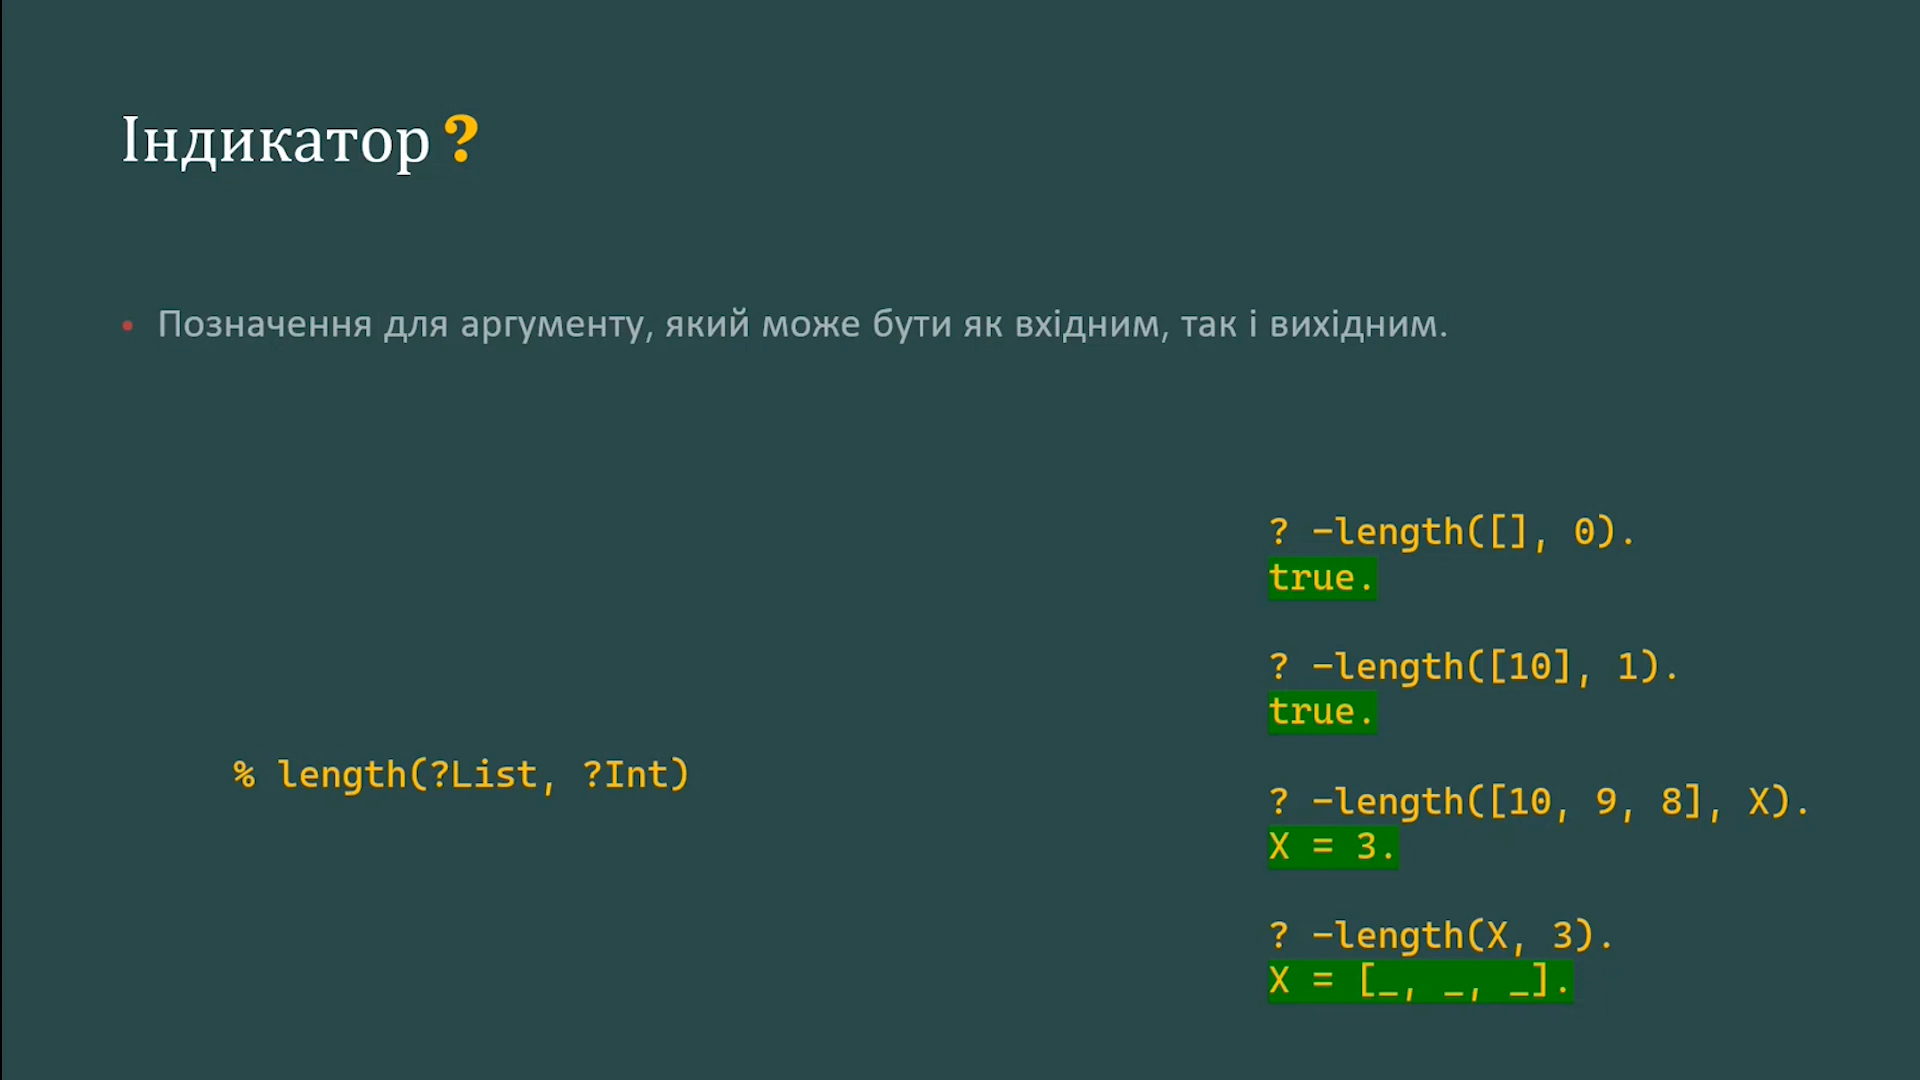 Індикатор ?
• Позначення для аргументу, який може бути як вхідним, так і вихідним.
% length(?List, ?Int)
? -length([], 0).
true.
? -length([10], 1).
true.
? -length([10, 9, 8], X).
X = 3.
? -length(X, 3).
X = [_, _, _].